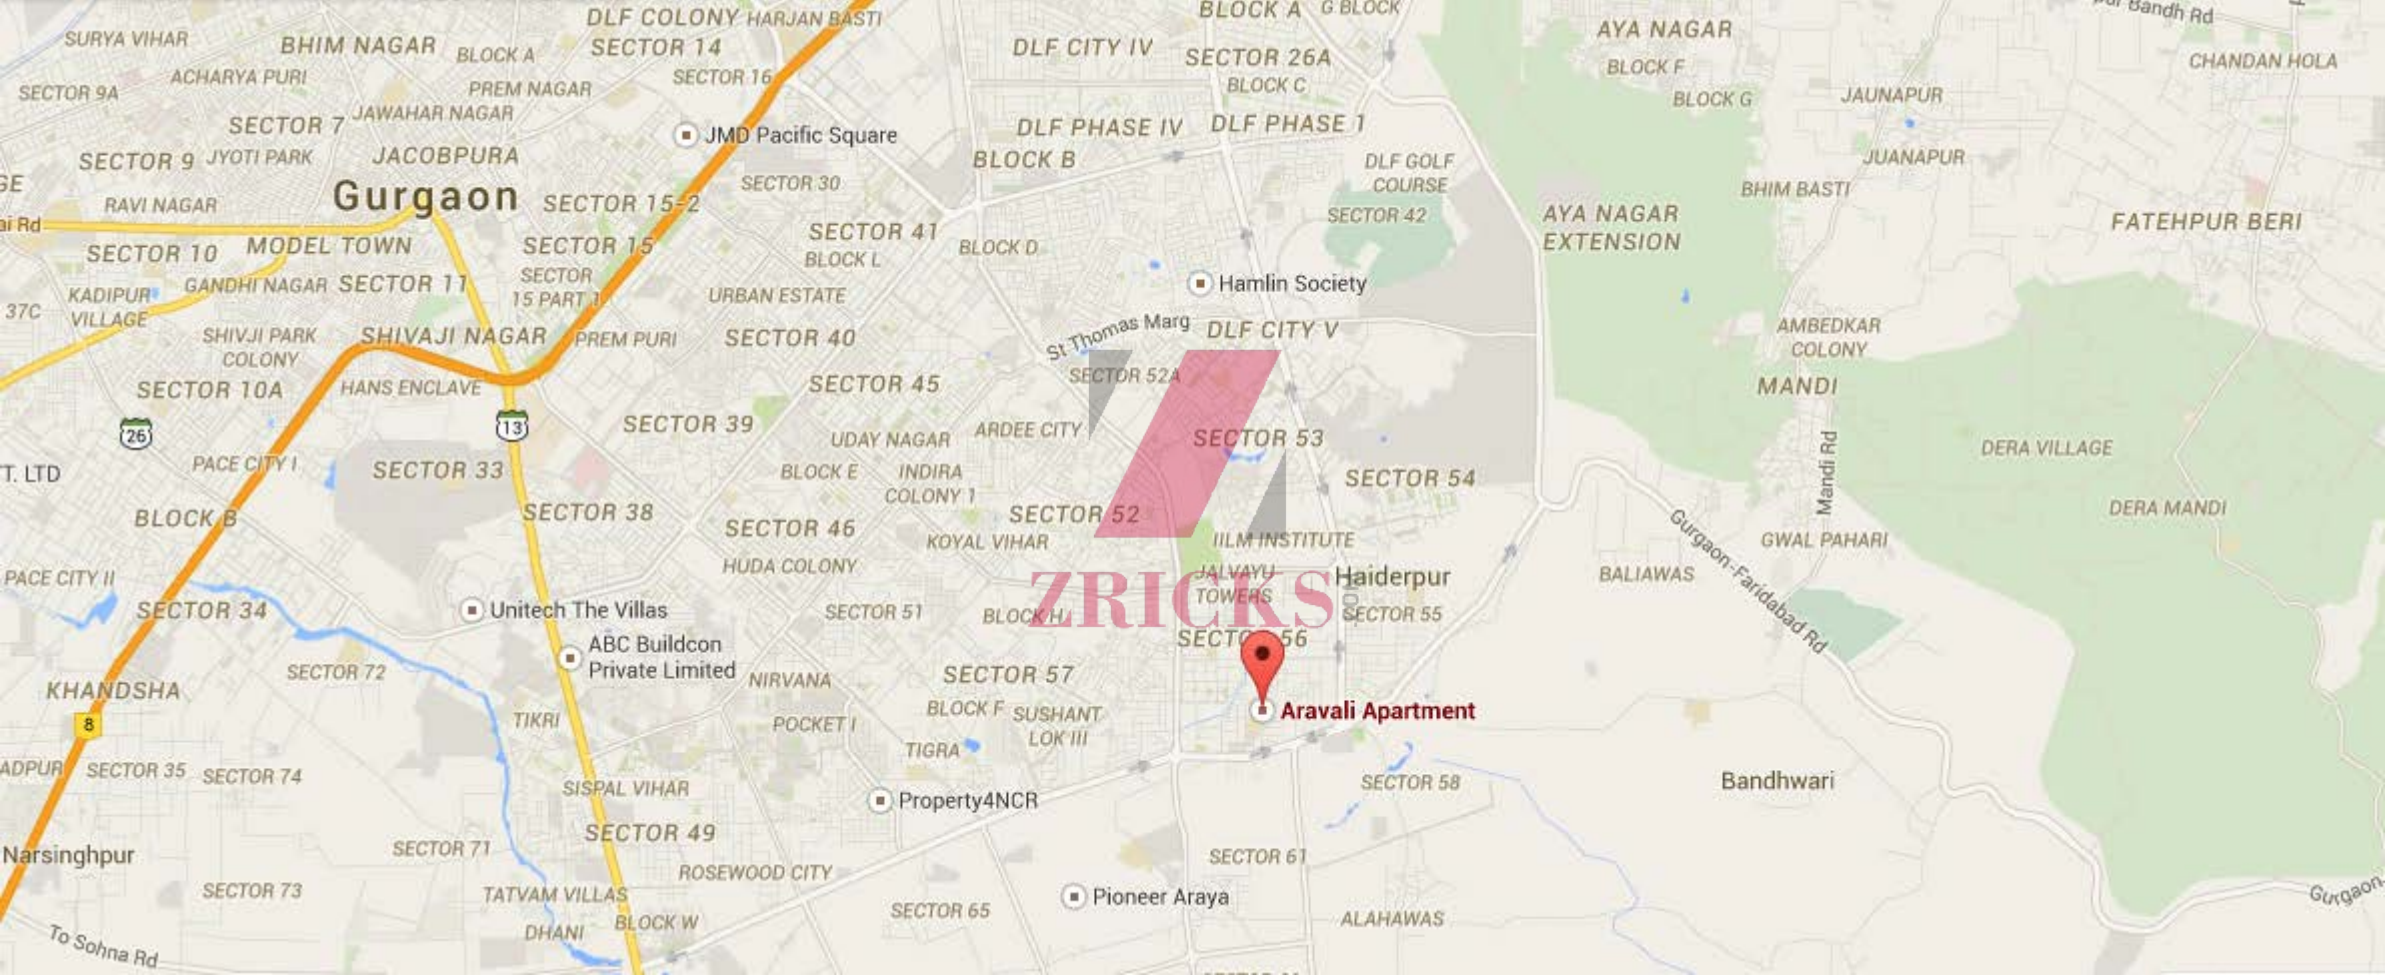 DLF COLONY
HARJAN BASTI
BLOCK A
G BLOCK
Bandh Rd
SURYA VIHAR
BHIM NAGAR
BLOCK A
SECTOR 14
DLF CITY IV
SECTOR 26A
AYA NAGAR
CHANDAN HOLA
SECTOR 9A
ACHARYA PURI
PREM NAGAR
SECTOR 16
BLOCK C
BLOCK F
BLOCK G
JAUNAPUR
SECTOR 7
JAWAHAR NAGAR
JMD Pacific Square
DLF PHASE IV
DLF PHASE 1
SECTOR 9
JYOTI PARK
JACOBPURA
BLOCK B
DLF GOLF
COURSE
JUANAPUR
GE
RAVI NAGAR
Gurgaon
SECTOR 15-2
SECTOR 30
SECTOR 42
BHIM BASTI
ai Rd
SECTOR 10
MODEL TOWN
SECTOR 15
SECTOR 41
BLOCK L
BLOCK D
AYA NAGAR
EXTENSION
FATEHPUR BERI
37C
KADIPUR
VILLAGE
GANDHI NAGAR
SECTOR 11
SECTOR
15 PART 1
URBAN ESTATE
Hamlin Society
SHIVJI PARK
COLONY
SHIVAJI NAGAR
PREM PURI
SECTOR 40
St Thomas Marg
DLF CITY V
AMBEDKAR
COLONY
SECTOR 10A
HANS ENCLAVE
SECTOR 45
SECTOR 52A
MANDI
26
13
SECTOR 39
UDAY NAGAR
ARDEE CITY
SECTOR 53
Mandi Rd
DERA VILLAGE
T. LTD
PACE CITY I
SECTOR 33
BLOCK E
INDIRA
COLONY 1
SECTOR 54
BLOCK B
SECTOR 38
SECTOR 46
SECTOR 52
DERA MANDI
HUDA COLONY
KOYAL VIHAR
IILM INSTITUTE
Gurgaon-Faridabad Rd
GWAL PAHARI
PACE CITY II
JALVAYU
TOWERS
Haiderpur
BALIAWAS
ZRICKS
SECTOR 34
Unitech The Villas
SECTOR 51
BLOCK H
SECTOR 55
ABC Buildcon
Private Limited
SECTOR 56
KHANDSHA
SECTOR 72
NIRVANA
SECTOR 57
8
TIKRI
POCKET I
BLOCK F
SUSHANT
LOK III
Aravali Apartment
TIGRA
ADPUR
SECTOR 35
SECTOR 74
SISPAL VIHAR
Property4NCR
SECTOR 58
Bandhwari
SECTOR 49
Narsinghpur
SECTOR 71
SECTOR 61
ROSEWOOD CITY
SECTOR 73
TATVAM VILLAS
Pioneer Araya
Gurgaon-
BLOCK W
SECTOR 65
ALAHAWAS
DHANI
To Sohna Rd